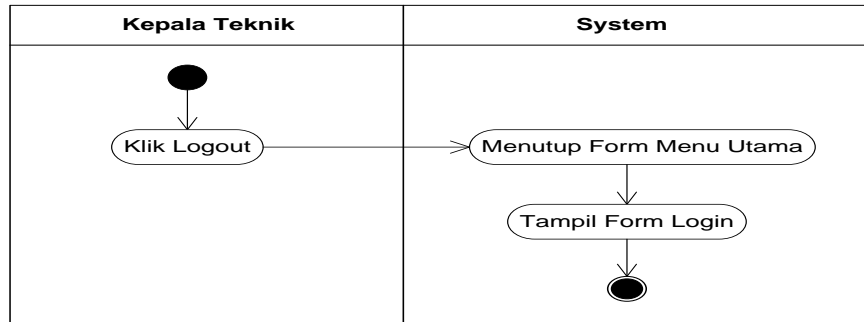 Kepala Teknik
System
Klik Logout
Menutup Form Menu Utama
Tampil Form Login